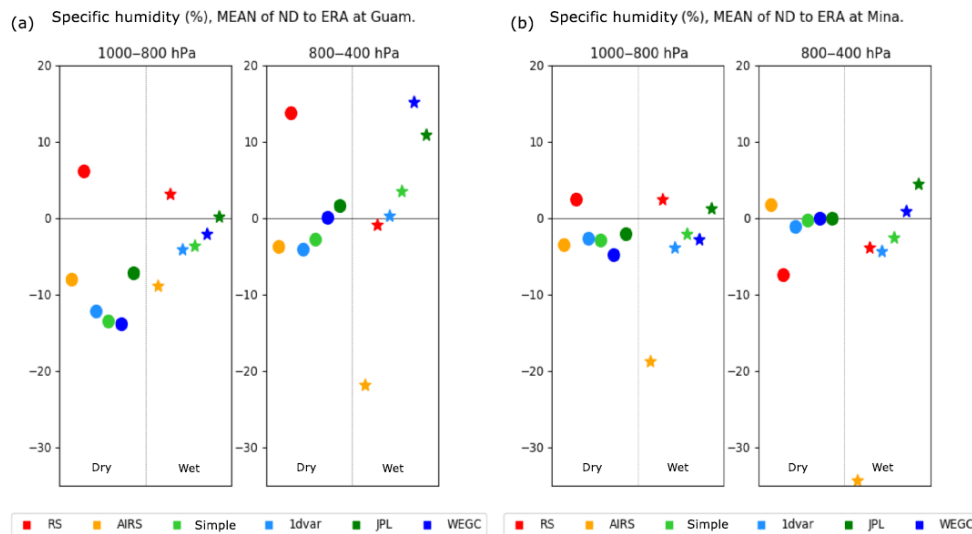 (a) Specific humidity (%), MEAN of ND to ERA at Guam.
1000–800 hPa 800–400 hPa
20 20
10 10
0 0
−10 −10
−20 −20
−30 −30
Dry Wet Dry Wet
RS AIRS Simple 1dvar JPL WEGC
(b) Specific humidity (%), MEAN of ND to ERA at Mina.
1000–800 hPa 800–400 hPa
20 20
10 10
0 0
−10 −10
−20 −20
−30 −30
Dry Wet Dry Wet
RS AIRS Simple 1dvar JPL WEGC